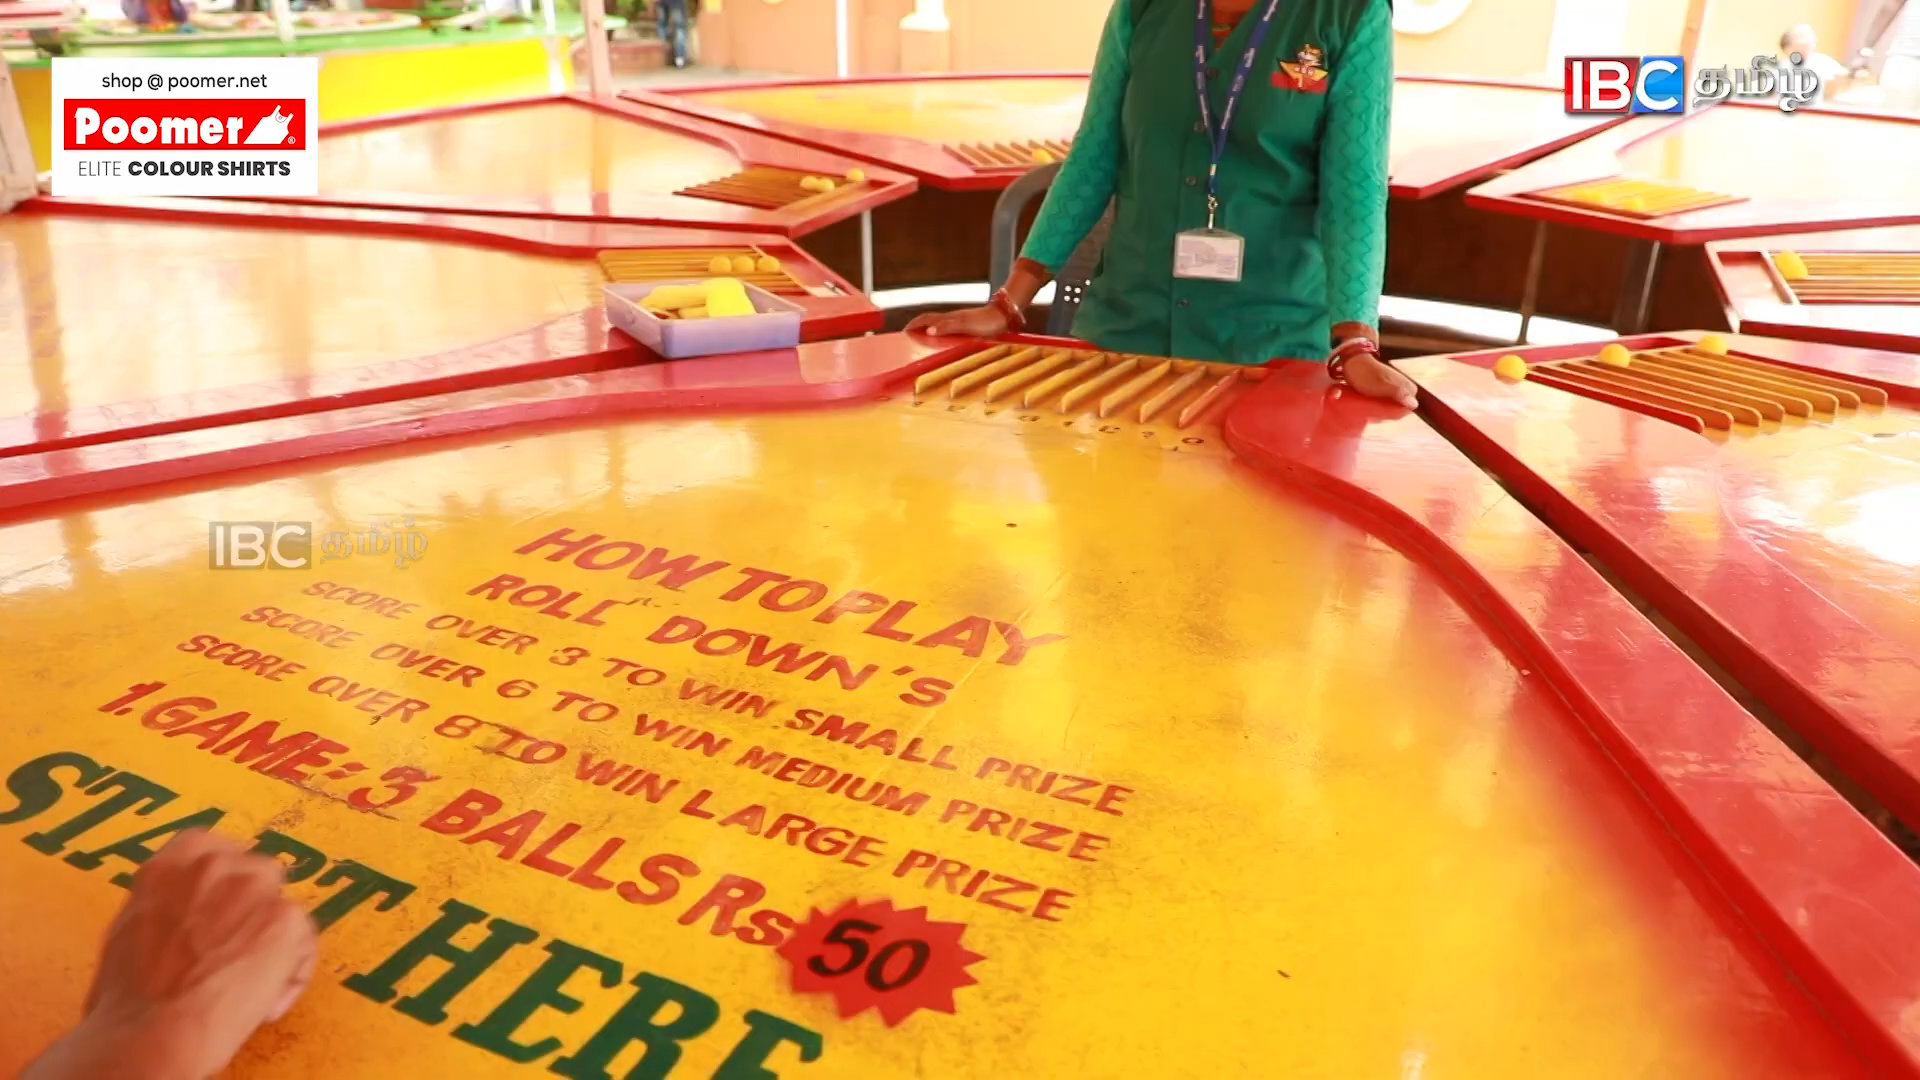 shop @ poomer.net
Poomer
ELITE COLOUR SHIRTS
IBC தமிழ்
IBC தமிழ்
HOW TO PLAY
ROLL DOWN'S
SCORE OVER 3 TO WIN SMALL PRIZE
SCORE OVER 6 TO WIN MEDIUM PRIZE
SCORE OVER 8 TO WIN LARGE PRIZE
1. GAME: 3 BALLS Rs 50
START HERE